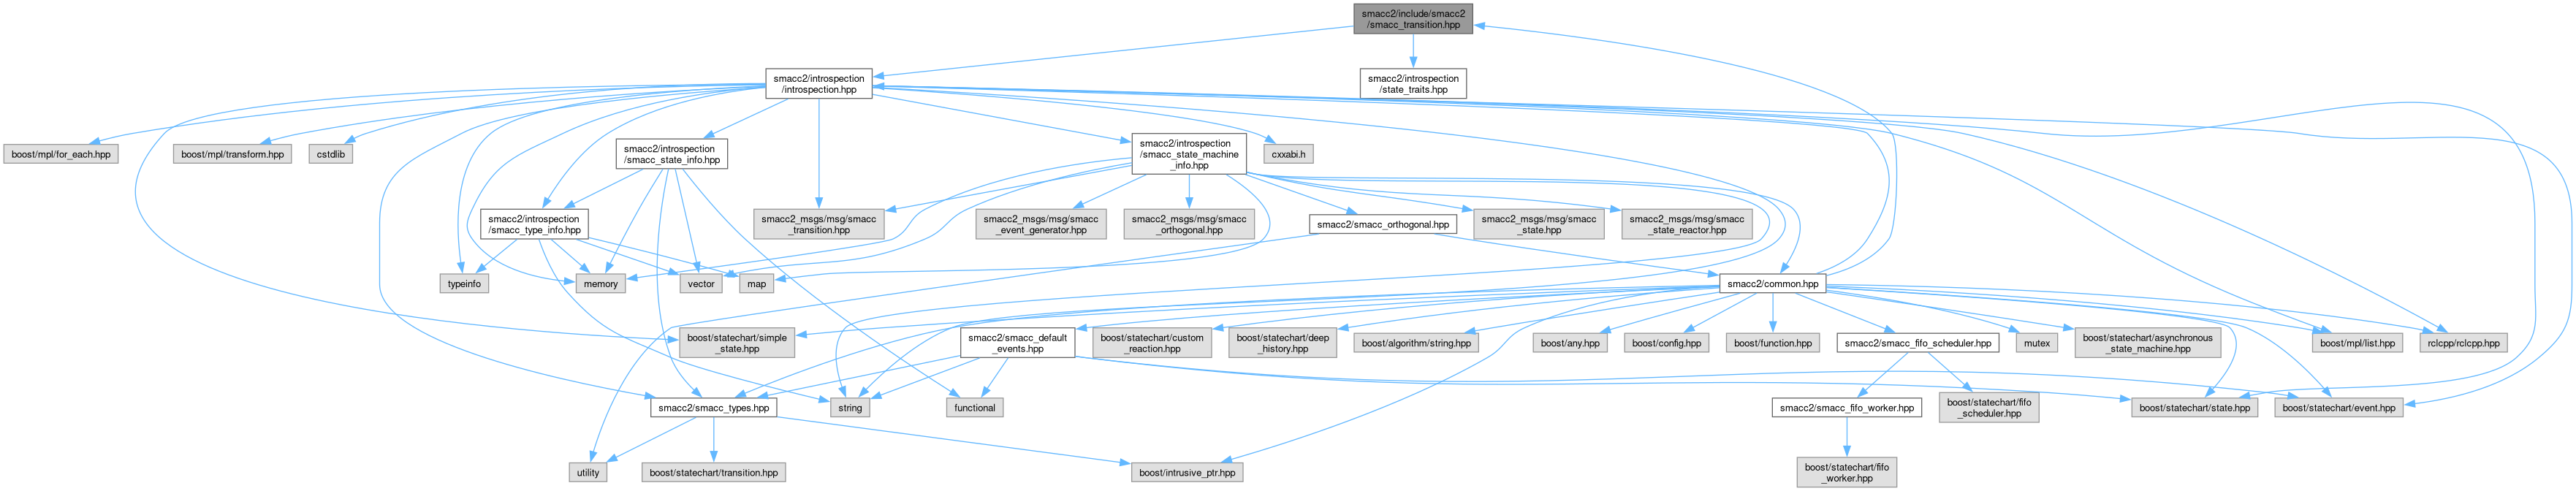 smacc2/include/smacc2
/smacc_transition.hpp
smacc2/introspection
/introspection.hpp
smacc2/introspection
/state_traits.hpp
boost/mpl/for_each.hpp
boost/mpl/transform.hpp
cstdlib
smacc2/introspection
/smacc_state_info.hpp
smacc2/introspection
/smacc_state_machine
_info.hpp
cxxabi.h
smacc2/introspection
/smacc_type_info.hpp
smacc2_msgs/msg/smacc
_transition.hpp
smacc2_msgs/msg/smacc
_event_generator.hpp
smacc2_msgs/msg/smacc
_orthogonal.hpp
smacc2/smacc_orthogonal.hpp
smacc2_msgs/msg/smacc
_state.hpp
smacc2_msgs/msg/smacc
_state_reactor.hpp
typeinfo
memory
vector
map
smacc2/common.hpp
boost/statechart/simple
_state.hpp
smacc2/smacc_default
_events.hpp
boost/statechart/custom
_reaction.hpp
boost/statechart/deep
_history.hpp
boost/algorithm/string.hpp
boost/any.hpp
boost/config.hpp
boost/function.hpp
smacc2/smacc_fifo_scheduler.hpp
mutex
boost/statechart/asynchronous
_state_machine.hpp
boost/mpl/list.hpp
rclcpp/rclcpp.hpp
smacc2/smacc_types.hpp
string
functional
smacc2/smacc_fifo_worker.hpp
boost/statechart/fifo
_scheduler.hpp
boost/statechart/state.hpp
boost/statechart/event.hpp
utility
boost/statechart/transition.hpp
boost/intrusive_ptr.hpp
boost/statechart/fifo
_worker.hpp